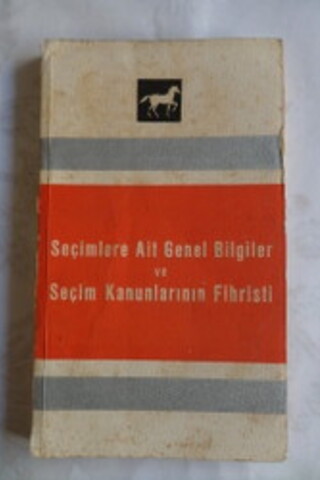 Seçimlere Ait Genel Bilgiler
ve
Seçim Kanunlarının Fihristi